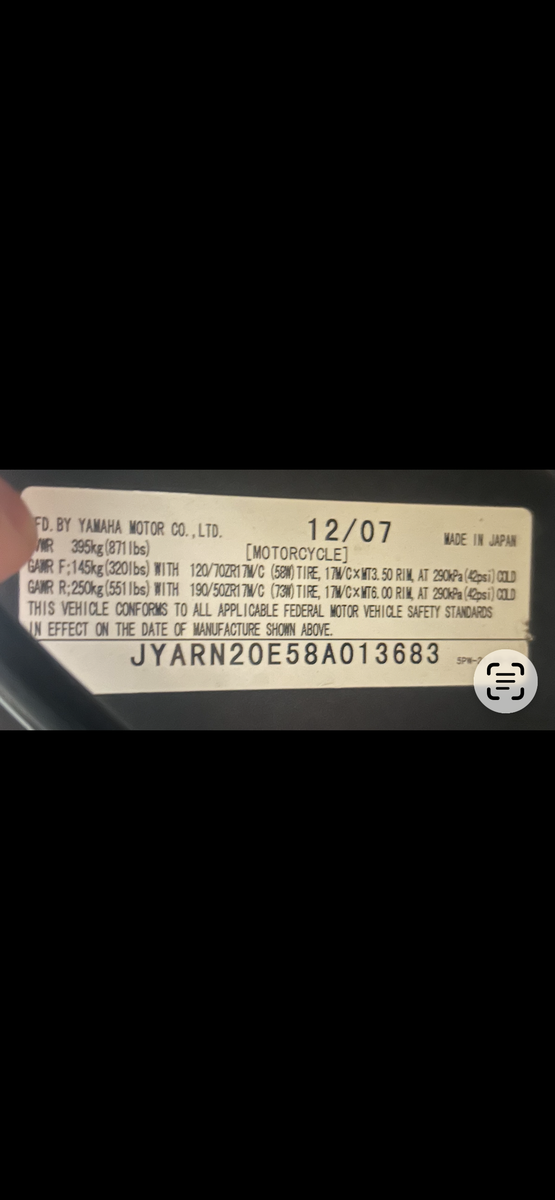 FD. BY YAMAHA MOTOR CO., LTD. 12/07 MADE IN JAPAN
WR 395kg(871lbs) [MOTORCYCLE]
GAWR F;145kg(320lbs) WITH 120/70ZR17M/C (58W)TIRE, 17M/C×MT3.50 RIM, AT 290kPa(42psi)COLD
GAWR R;250kg(551lbs) WITH 190/50ZR17M/C (73W)TIRE, 17M/C×MT6.00 RIM, AT 290kPa(42psi)COLD
THIS VEHICLE CONFORMS TO ALL APPLICABLE FEDERAL MOTOR VEHICLE SAFETY STANDARDS
IN EFFECT ON THE DATE OF MANUFACTURE SHOWN ABOVE.
JYARN20E58A013683